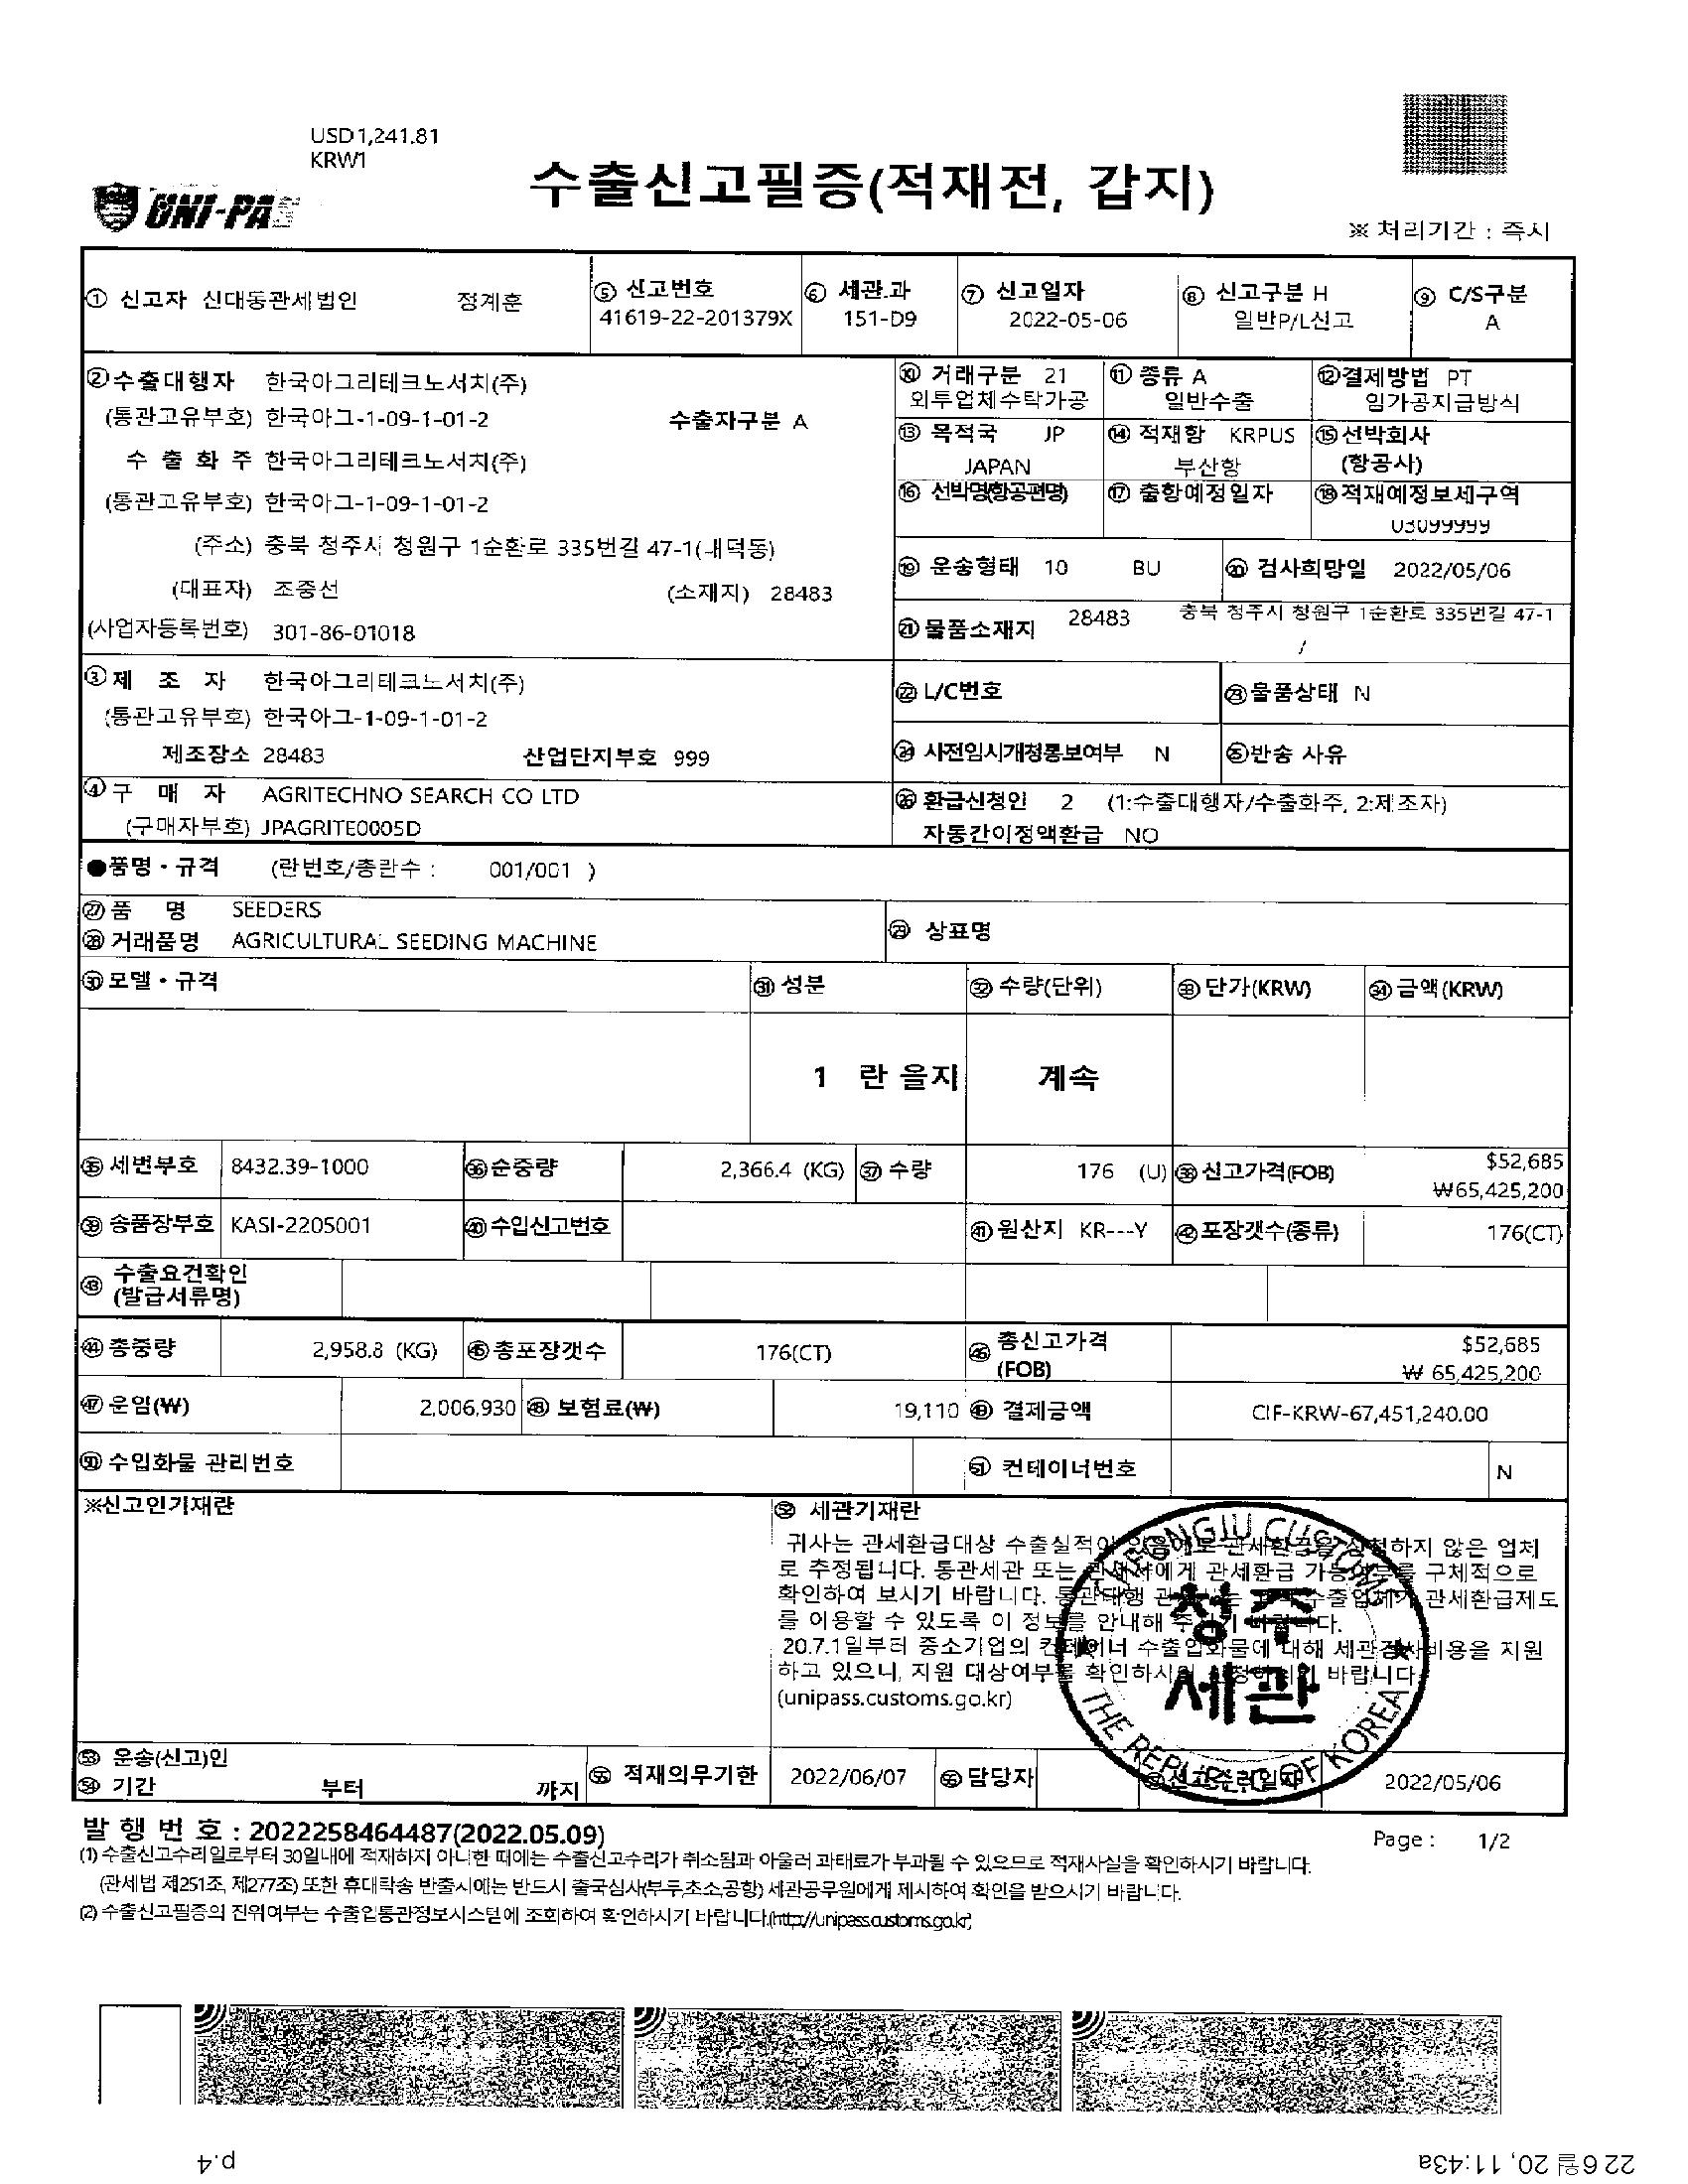 USD1,241.81
KRW1
UNI-PAS
수출신고필증(적재전, 갑지)
※ 처리기간 : 즉시
① 신고자 신대동관세법인 정계훈
⑤ 신고번호
41619-22-201379X
⑥ 세관.과
151-D9
⑦ 신고일자
2022-05-06
⑧ 신고구분 H
일반P/L신고
⑨ C/S구분
A
②수출대행자 한국아그리테크노서치(주)
(통관고유부호) 한국아그-1-09-1-01-2 수출자구분 A
수 출 화 주 한국아그리테크노서치(주)
(통관고유부호) 한국아그-1-09-1-01-2
(주소) 충북 청주시 청원구 1순환로 335번길 47-1(내덕동)
(대표자) 조중선 (소재지) 28483
(사업자등록번호) 301-86-01018
⑩ 거래구분 21
외투업체수탁가공
⑪ 종류 A
일반수출
⑫결제방법 PT
임가공지급방식
⑬ 목적국 JP
JAPAN
⑭ 적재항 KRPUS
부산항
⑮선박회사
(항공사)
⑯ 선박명(항공편명)
⑰ 출항예정일자
⑱적재예정보세구역
03099999
⑲ 운송형태 10 BU
⑳ 검사희망일 2022/05/06
㉑물품소재지 28483 충북 청주시 청원구 1순환로 335번길 47-1
/
③제 조 자 한국아그리테크노서치(주)
(통관고유부호) 한국아그-1-09-1-01-2
제조장소 28483 산업단지부호 999
㉒L/C번호
㉓물품상태 N
㉔ 사전임시개청통보여부 N
㉕반송 사유
④구 매 자 AGRITECHNO SEARCH CO LTD
(구매자부호) JPAGRITE0005D
㉖ 환급신청인 2 (1:수출대행자/수출화주, 2:제조자)
자동간이정액환급 NO
●품명・규격 (란번호/총란수 : 001/001 )
㉗품 명 SEEDERS
㉘거래품명 AGRICULTURAL SEEDING MACHINE
㉙ 상표명
㉚모델・규격
㉛성분
㉜ 수량(단위)
㉝단가(KRW)
㉞금액(KRW)
1 란 을지 계속
㉟세번부호 8432.39-1000
㊱순중량 2,366.4 (KG)
㊲ 수량 176 (U)
㊳신고가격(FOB) $52,685
₩65,425,200
㊴송품장부호 KASI-2205001
㊵수입신고번호
㊶원산지 KR---Y
㊷포장갯수(종류) 176(CT)
㊸ 수출요건확인
(발급서류명)
㊹총중량 2,958.8 (KG)
㊺총포장갯수 176(CT)
㊻ 총신고가격
(FOB)
$52,685
₩ 65,425,200
㊼운임(₩) 2,006,930
㊽ 보험료(₩) 19,110
㊾ 결제금액 CIF-KRW-67,451,240.00
㊿수입화물 관리번호
51 컨테이너번호 N
※신고인기재란
52 세관기재란
귀사는 관세환급대상 수출실적이 있음에도 관세환급을 신청하지 않은 업체
로 추정됩니다. 통관세관 또는 관세사에게 관세환급 가능여부를 구체적으로
확인하여 보시기 바랍니다. 통관대행 관세사는 수출업체가 관세환급제도
를 이용할 수 있도록 이 정보를 안내해 주시기 바랍니다.
20.7.1일부터 중소기업의 컨테이너 수출입화물에 대해 세관검사비용을 지원
하고 있으니, 지원 대상여부를 확인하시어 신청하시기 바랍니다
(unipass.customs.go.kr)
CHEONGJU CUSTOMS
청주
세관
THE REPUBLIC OF KOREA
53 운송(신고)인
54 기간 부터 까지
55 적재의무기한 2022/06/07
56 담당자
57 신고수리일자 2022/05/06
발 행 번 호 : 2022258464487(2022.05.09)
Page : 1/2
(1) 수출신고수리일로부터 30일내에 적재하지 아니한 때에는 수출신고수리가 취소됨과 아울러 과태료가 부과될 수 있으므로 적재사실을 확인하시기 바랍니다.
(관세법 제251조, 제277조) 또한 휴대탁송 반출시에는 반드시 출국심사(부두,초소,공항) 세관공무원에게 제시하여 확인을 받으시기 바랍니다.
(2) 수출신고필증의 진위여부는 수출입통관정보시스템에 조회하여 확인하시기 바랍니다.(http://unipass.customs.go.kr)
p.4
22 6월 20, 11:43a